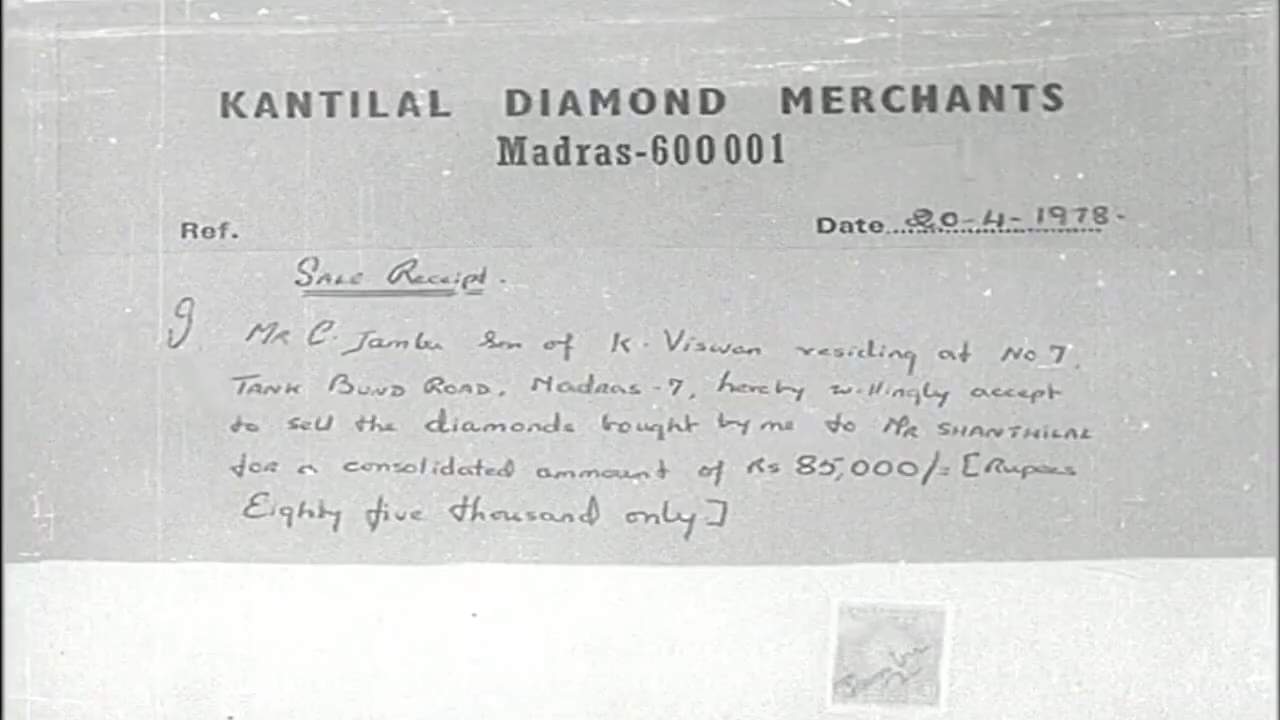 KANTILAL DIAMOND MERCHANTS
Madras-600001
Ref. Date 20-4-1978-
Sale Receipt.
I Mr C. Jambu Son of K. Viswan residing at No 7,
TANK BUND ROAD, Madras-7, hereby willingly accept
to sell the diamonds bought by me to Mr SHANTHILAL
for a consolidated ammount of Rs 85,000/= [Rupees
Eighty five thousand only]